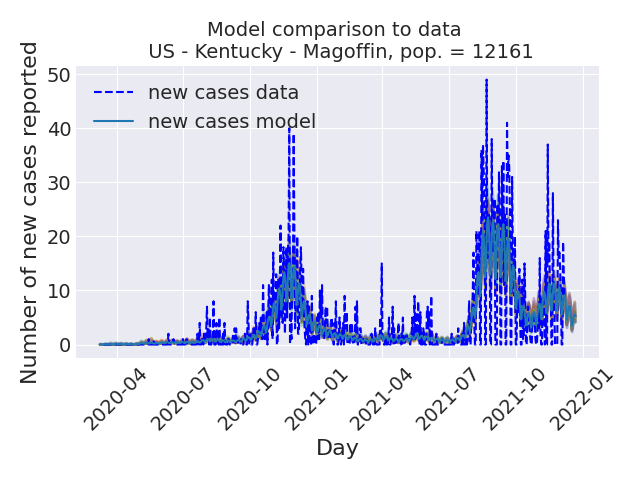 Model comparison to data
US - Kentucky - Magoffin, pop. = 12161
Number of new cases reported
50
40
30
20
10
0
new cases data
new cases model
2020-04
2020-07
2020-10
2021-01
2021-04
2021-07
2021-10
2022-01
Day